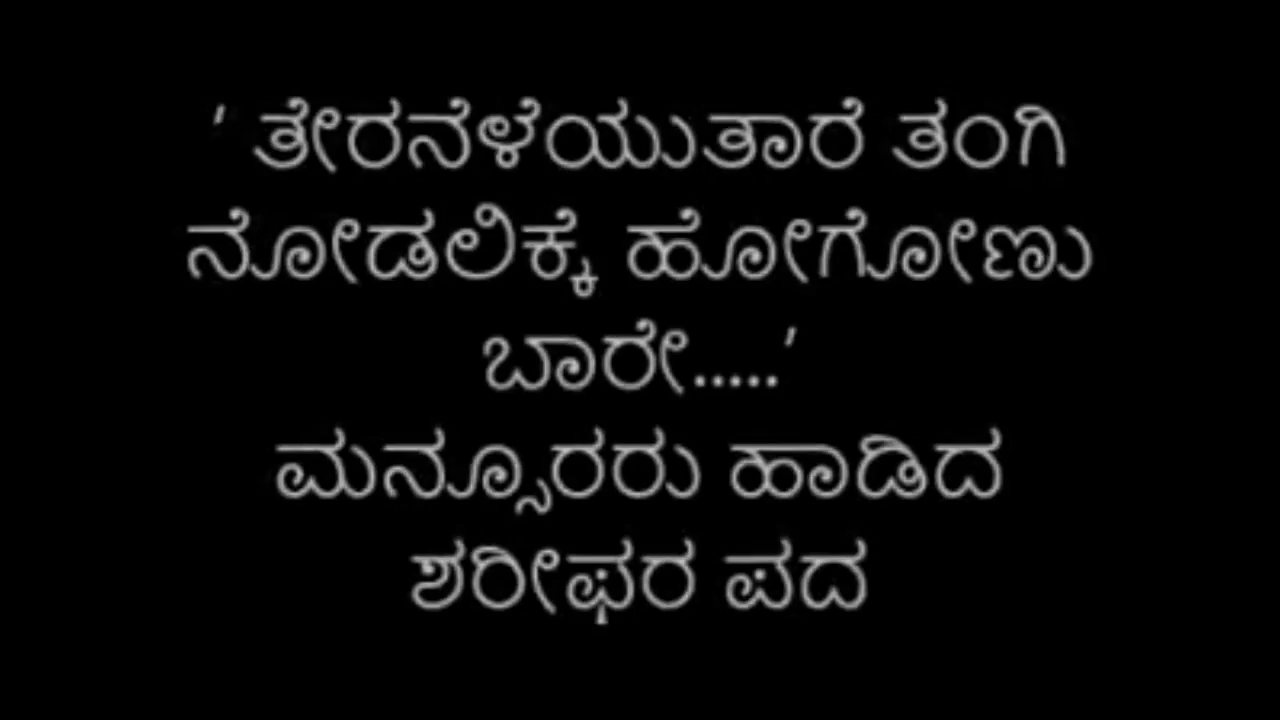 ' ತೇರನೆಳೆಯುತಾರೆ ತಂಗಿ
ನೋಡಲಿಕ್ಕೆ ಹೋಗೋಣು
ಬಾರೇ.....'
ಮನ್ಸೂರರು ಹಾಡಿದ
ಶರೀಫರ ಪದ